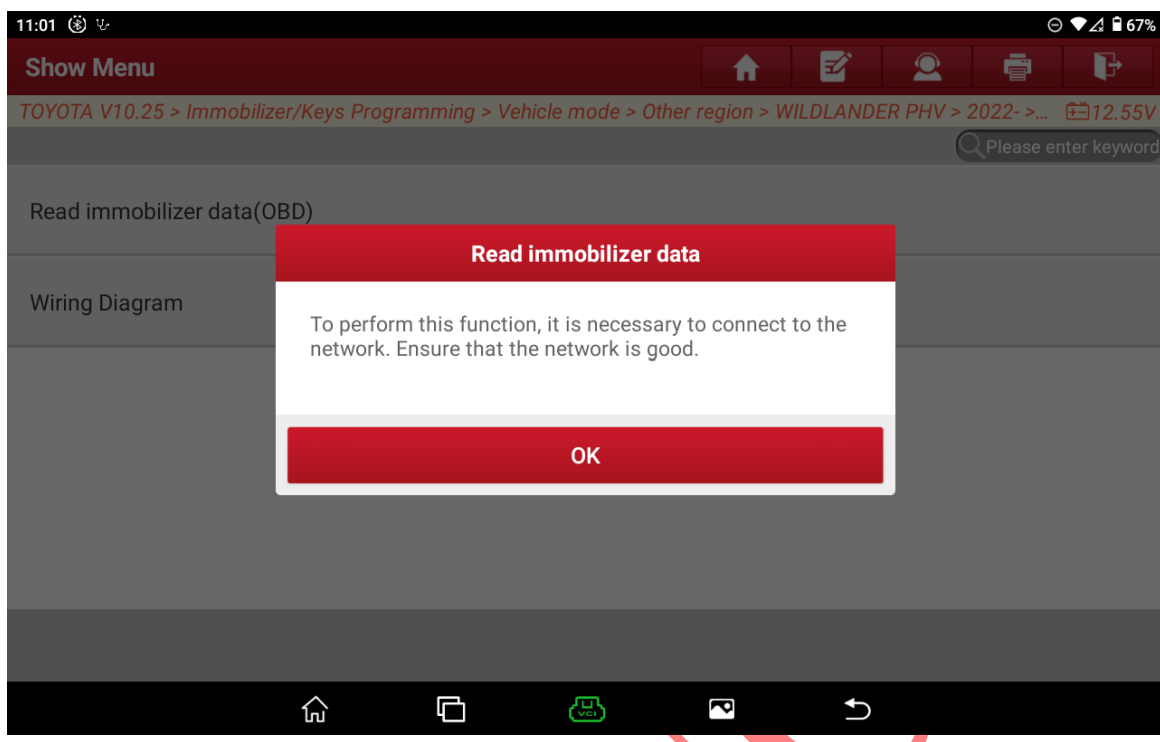 11:01
67%
Show Menu
TOYOTA V10.25 > Immobilizer/Keys Programming > Vehicle mode > Other region > WILDLANDER PHV > 2022- >... 12.55V
Please enter keyword
Read immobilizer data(OBD)
Read immobilizer data
Wiring Diagram
To perform this function, it is necessary to connect to the
network. Ensure that the network is good.
OK
VCI